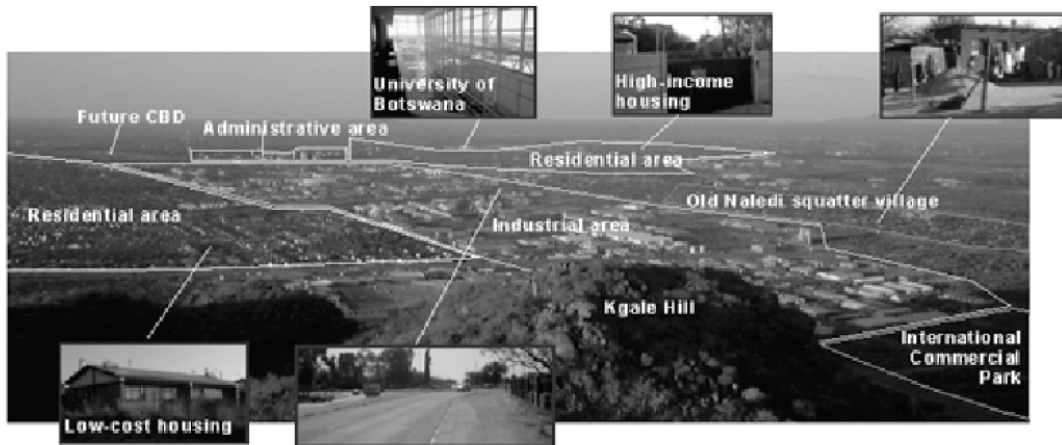 University of
Botswana
High-income
housing
Future CBD
Administrative area
Residential area
Old Naledi squatter village
Residential area
Industrial area
Kgale Hill
International
Commercial
Park
Low-cost housing